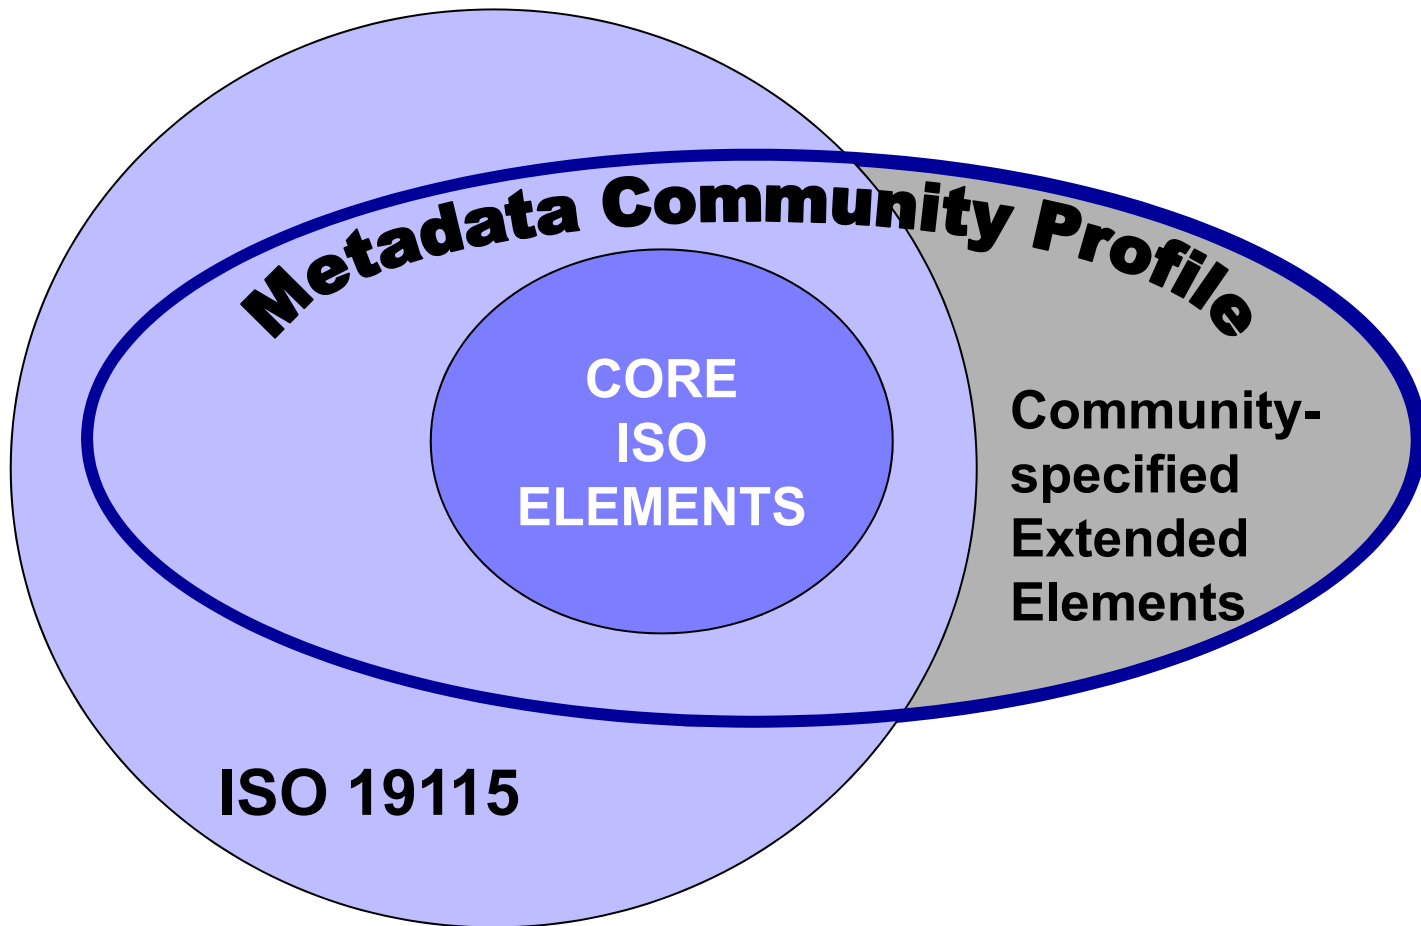 Metadata Community Profile
CORE
ISO
ELEMENTS
Community-
specified
Extended
Elements
ISO 19115